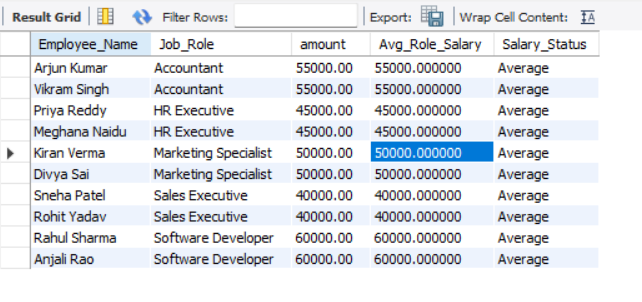 Result Grid Filter Rows: Export: Wrap Cell Content: IA
Employee_Name Job_Role amount Avg_Role_Salary Salary_Status
Arjun Kumar Accountant 55000.00 55000.000000 Average
Vikram Singh Accountant 55000.00 55000.000000 Average
Priya Reddy HR Executive 45000.00 45000.000000 Average
Meghana Naidu HR Executive 45000.00 45000.000000 Average
Kiran Verma Marketing Specialist 50000.00 50000.000000 Average
Divya Sai Marketing Specialist 50000.00 50000.000000 Average
Sneha Patel Sales Executive 40000.00 40000.000000 Average
Rohit Yadav Sales Executive 40000.00 40000.000000 Average
Rahul Sharma Software Developer 60000.00 60000.000000 Average
Anjali Rao Software Developer 60000.00 60000.000000 Average